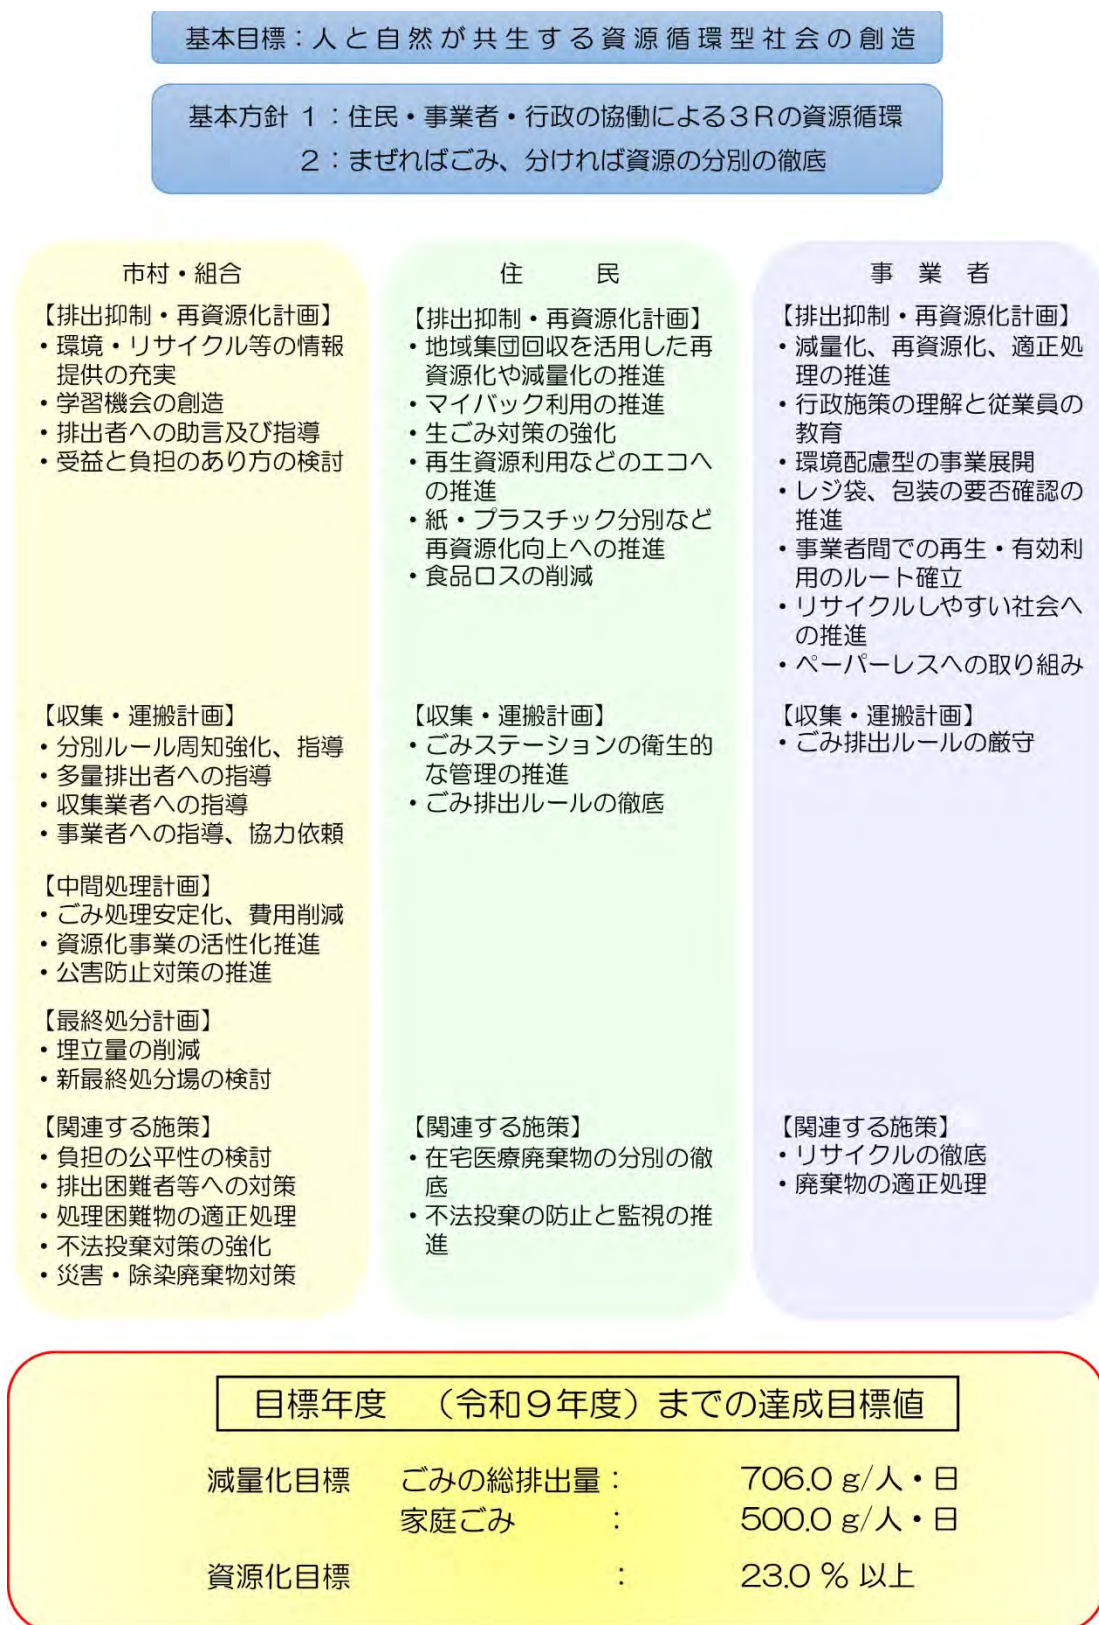 基本目標：人と自然が共生する資源循環型社会の創造
基本方針 1：住民・事業者・行政の協働による3Rの資源循環
2：まぜればごみ、分ければ資源の分別の徹底
市村・組合
【排出抑制・再資源化計画】
・環境・リサイクル等の情報
提供の充実
・学習機会の創造
・排出者への助言及び指導
・受益と負担のあり方の検討
【収集・運搬計画】
・分別ルール周知強化、指導
・多量排出者への指導
・収集業者への指導
・事業者への指導、協力依頼
【中間処理計画】
・ごみ処理安定化、費用削減
・資源化事業の活性化推進
・公害防止対策の推進
【最終処分計画】
・埋立量の削減
・新最終処分場の検討
【関連する施策】
・負担の公平性の検討
・排出困難者等への対策
・処理困難物の適正処理
・不法投棄対策の強化
・災害・除染廃棄物対策
住　民
【排出抑制・再資源化計画】
・地域集団回収を活用した再
資源化や減量化の推進
・マイバック利用の推進
・生ごみ対策の強化
・再生資源利用などのエコへ
の推進
・紙・プラスチック分別など
再資源化向上への推進
・食品ロスの削減
【収集・運搬計画】
・ごみステーションの衛生的
な管理の推進
・ごみ排出ルールの徹底
【関連する施策】
・在宅医療廃棄物の分別の徹
底
・不法投棄の防止と監視の推
進
事　業　者
【排出抑制・再資源化計画】
・減量化、再資源化、適正処
理の推進
・行政施策の理解と従業員の
教育
・環境配慮型の事業展開
・レジ袋、包装の要否確認の
推進
・事業者間での再生・有効利
用のルート確立
・リサイクルしやすい社会へ
の推進
・ペーパーレスへの取り組み
【収集・運搬計画】
・ごみ排出ルールの厳守
【関連する施策】
・リサイクルの徹底
・廃棄物の適正処理
目標年度　（令和９年度）までの達成目標値
減量化目標　ごみの総排出量：　706.0 g/人・日
家庭ごみ　：　500.0 g/人・日
資源化目標　：　23.0 % 以上